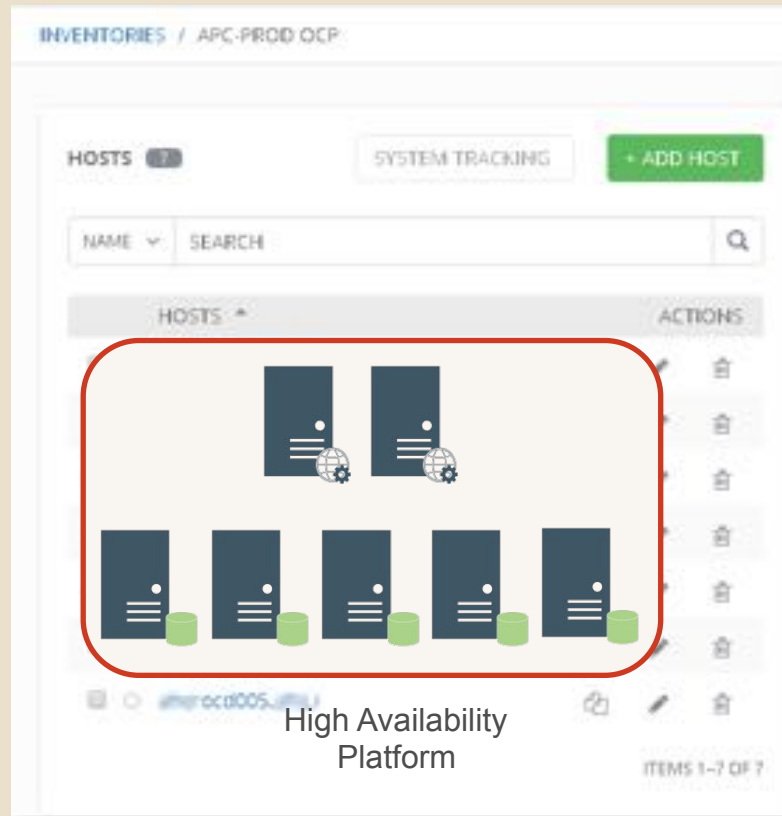 INVENTORIES / APC-PROD OCP
HOSTS 7
SYSTEM TRACKING
+ ADD HOST
NAME SEARCH
HOSTS ACTIONS
High Availability
Platform
ITEMS 1–7 OF 7